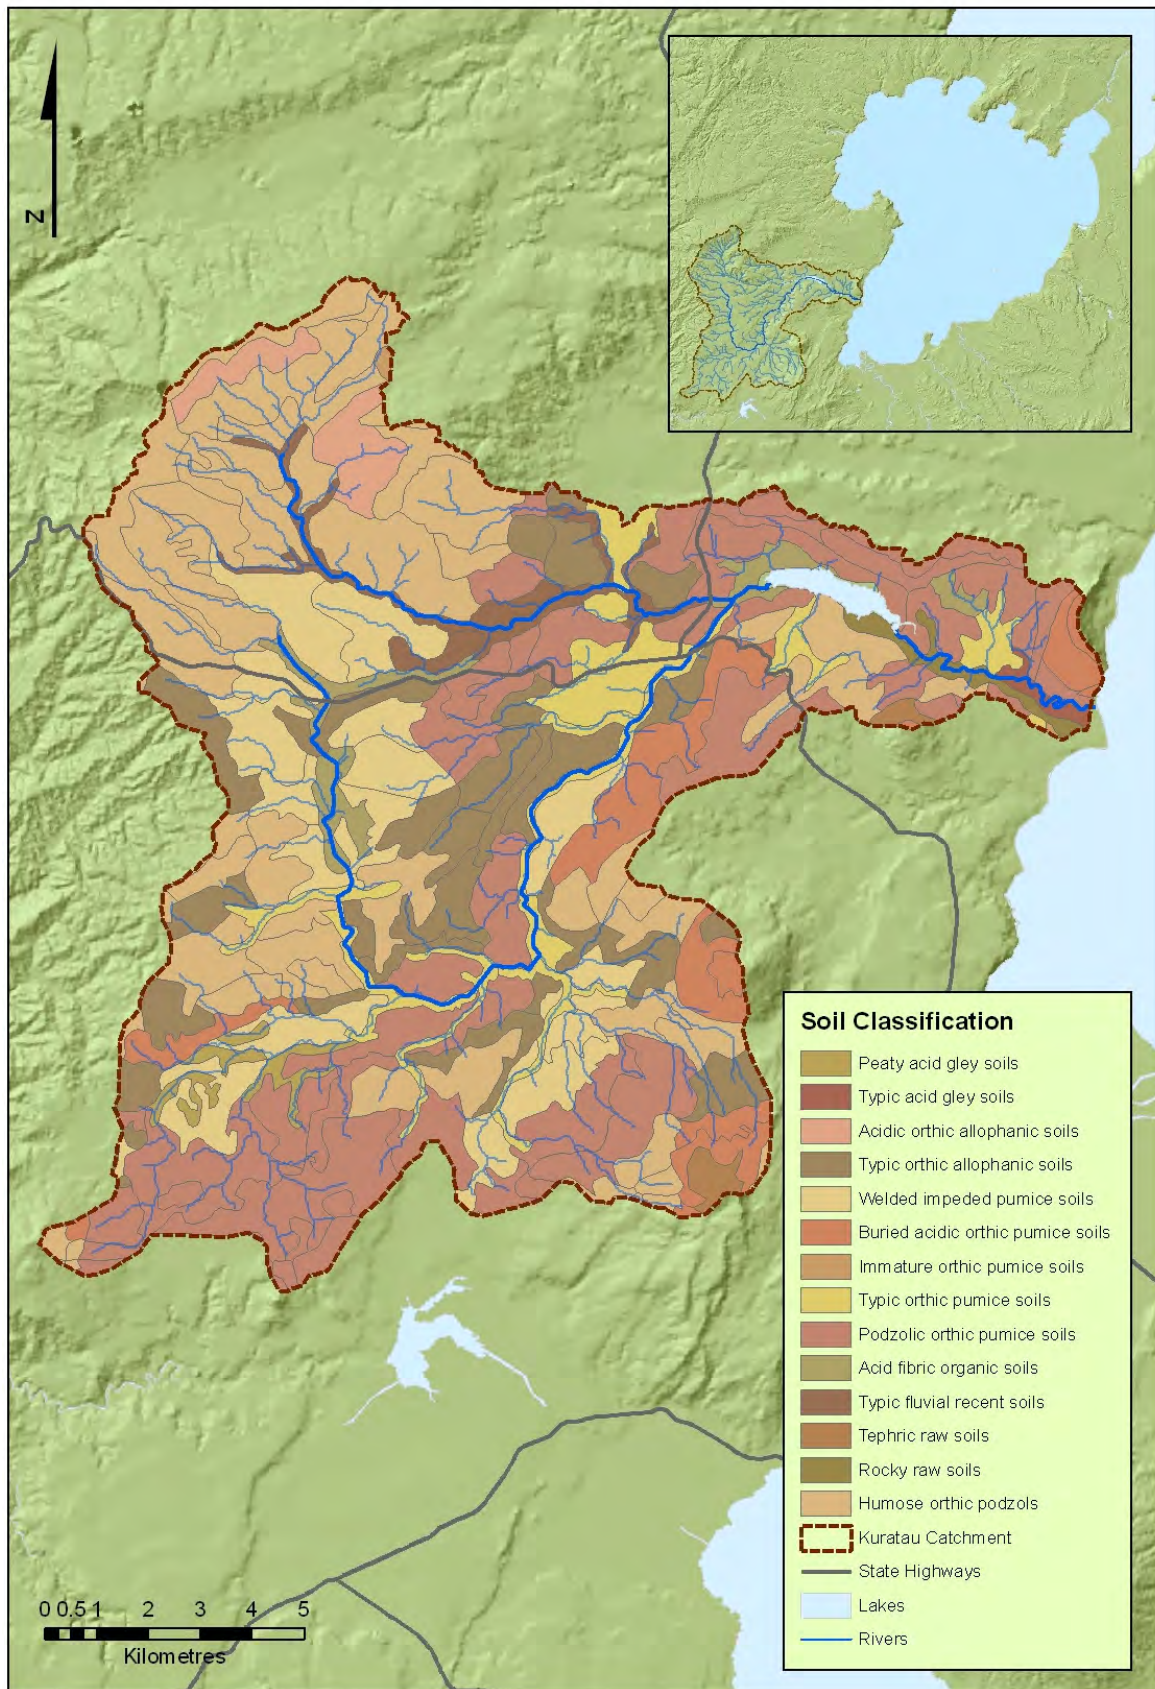 N
Soil Classification
Peaty acid gley soils
Typic acid gley soils
Acidic orthic allophanic soils
Typic orthic allophanic soils
Welded impeded pumice soils
Buried acidic orthic pumice soils
Immature orthic pumice soils
Typic orthic pumice soils
Podzolic orthic pumice soils
Acid fibric organic soils
Typic fluvial recent soils
Tephric raw soils
Rocky raw soils
Humose orthic podzols
Kuratau Catchment
State Highways
Lakes
Rivers
0 0.5 1 2 3 4 5
Kilometres